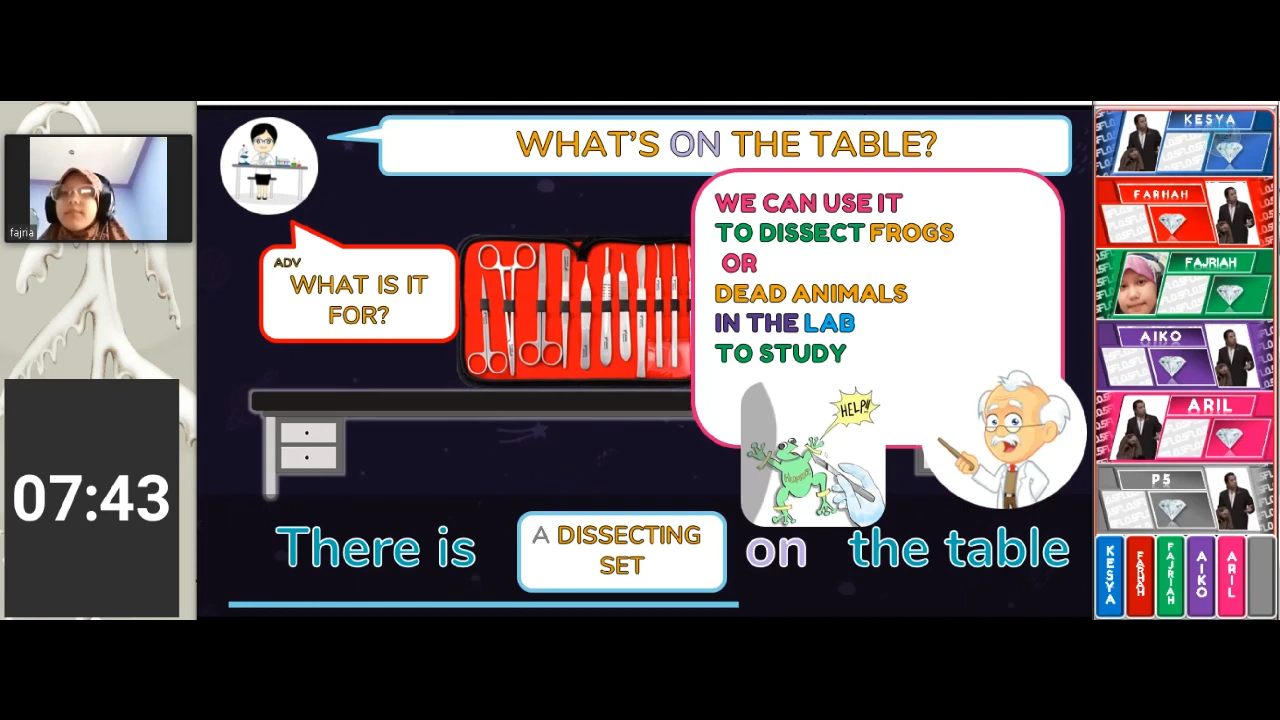 WHAT'S ON THE TABLE?
ADV
WHAT IS IT
FOR?
WE CAN USE IT
TO DISSECT FROGS
OR
DEAD ANIMALS
IN THE LAB
TO STUDY
HELP!!
There is
A DISSECTING
SET
on
the table
fajria
07:43
KESYA
FARHAH
FAJRIAH
AIKO
ARIL
P5
KESYA
FARHAH
FAJRIAH
AIKO
ARIL